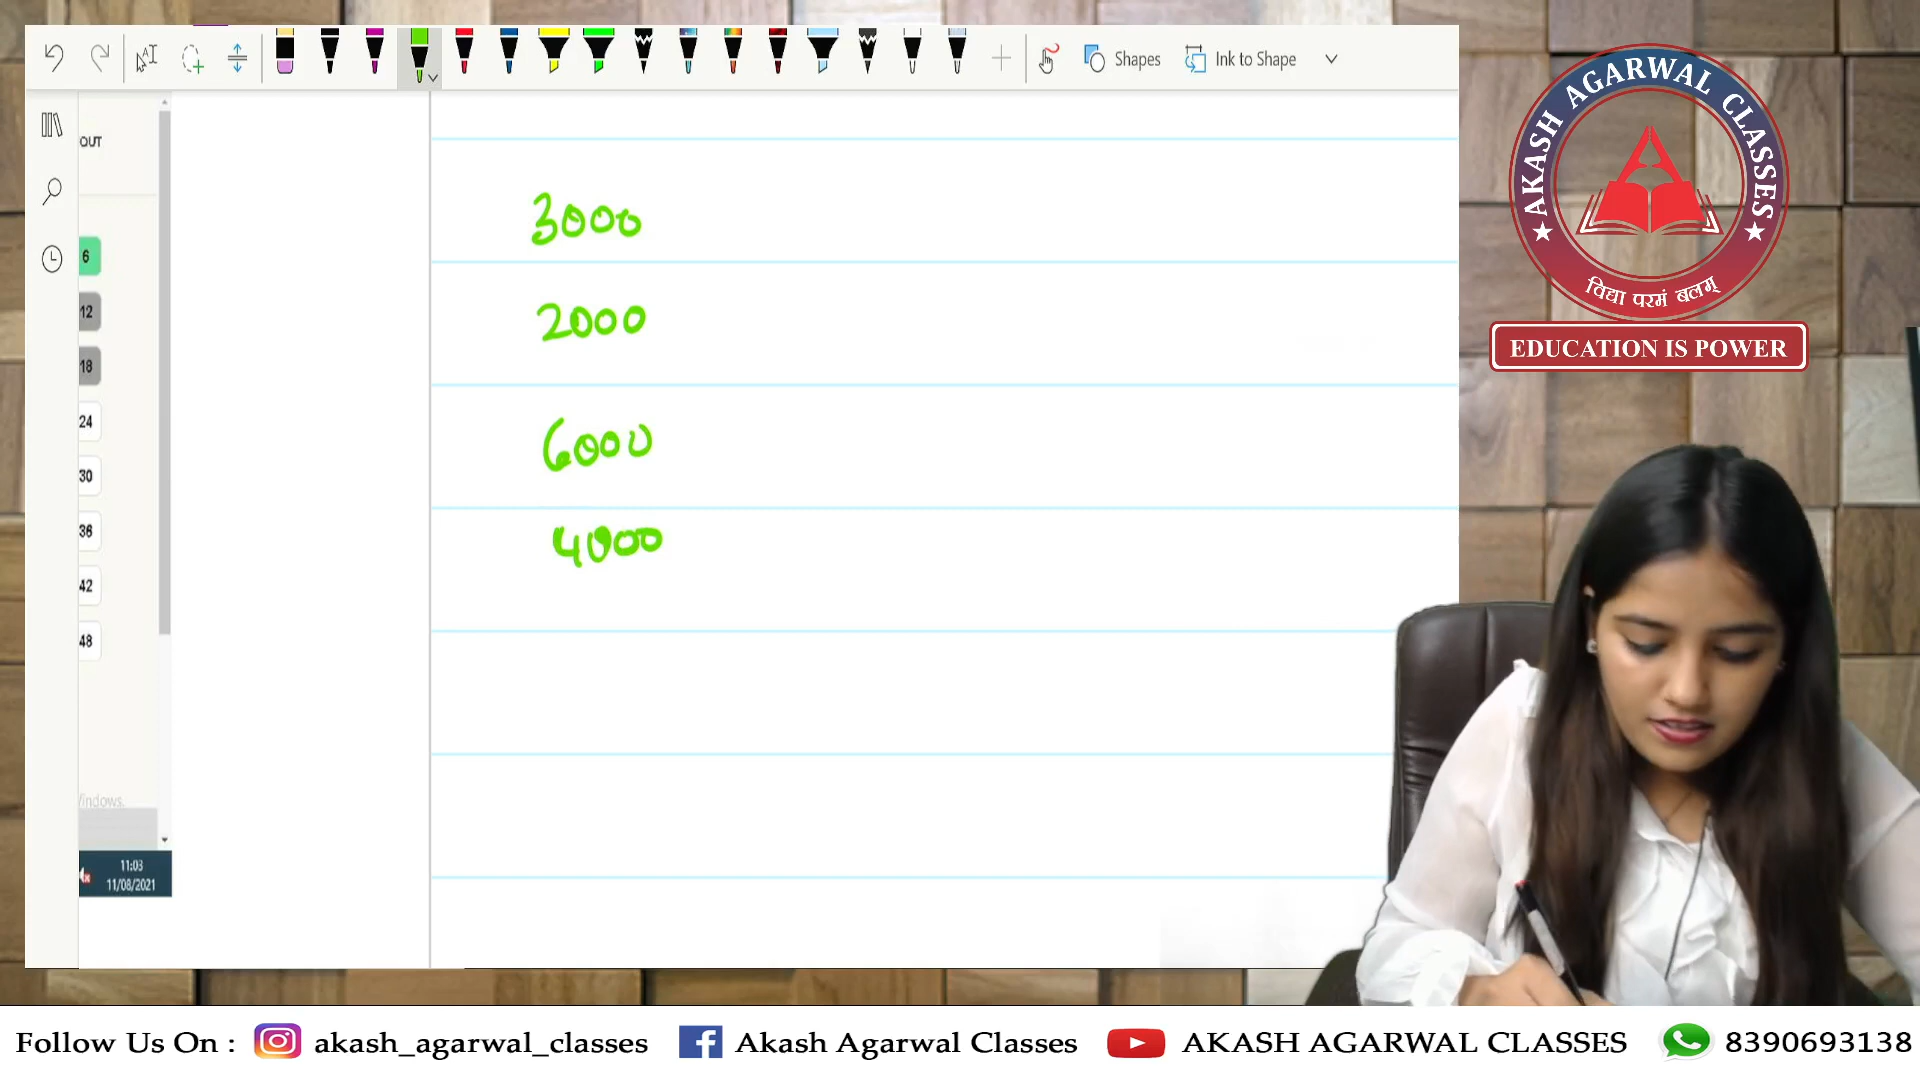 Shapes
Ink to Shape
OUT
6
12
18
24
30
36
42
48
Windows.
11:03
11/08/2021
3000
2000
6000
4000
★ AKASH AGARWAL CLASSES ★
विद्या परमं बलम्
EDUCATION IS POWER
Follow Us On : akash_agarwal_classes Akash Agarwal Classes AKASH AGARWAL CLASSES 8390693138